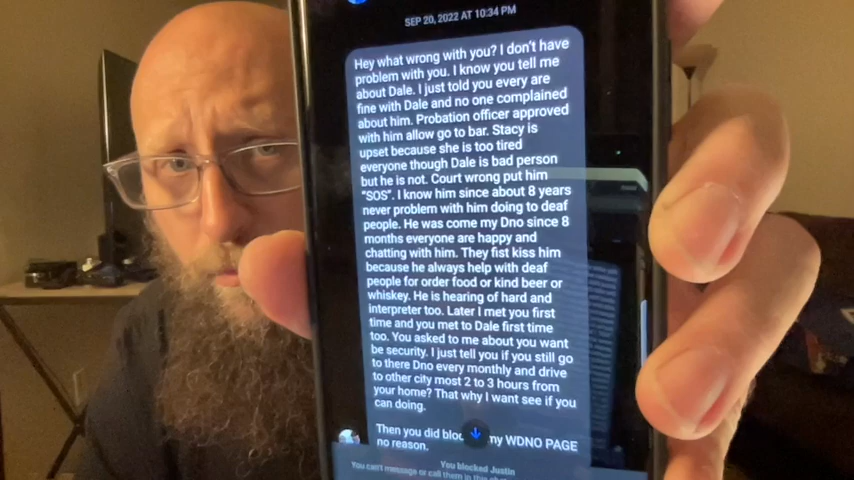 SEP 20, 2022 AT 10:34 PM
Hey what wrong with you? I don't have
problem with you. I know you tell me
about Dale. I just told you every are
fine with Dale and no one complained
about him. Probation officer approved
with him allow go to bar. Stacy is
upset because she is too tired
everyone though Dale is bad person
but he is not. Court wrong put him
"SOS". I know him since about 8 years
never problem with him doing to deaf
people. He was come my Dno since 8
months everyone are happy and
chatting with him. They fist kiss him
because he always help with deaf
people for order food or kind beer or
whiskey. He is hearing of hard and
interpreter too. Later I met you first
time and you met to Dale first time
too. You asked to me about you want
be security. I just tell you if you still go
to there Dno every monthly and drive
to other city most 2 to 3 hours from
your home? That why I want see if you
can doing.
Then you did bloc my WDNO PAGE
no reason.
You blocked Justin
You can't message or call them in this